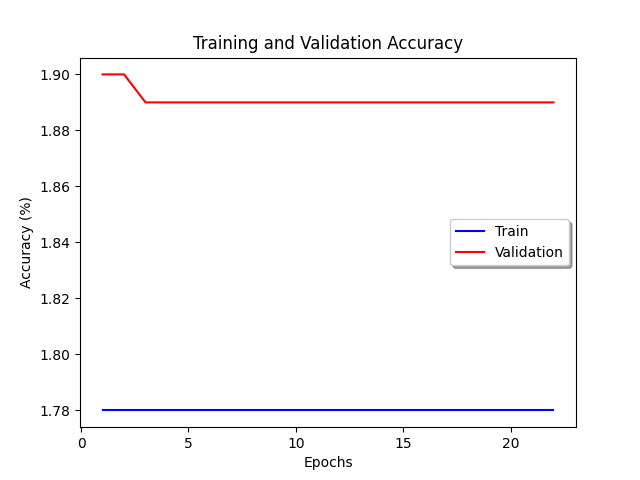 Training and Validation Accuracy
1.90
1.88
1.86
1.84
1.82
1.80
1.78
Accuracy (%)
Train
Validation
0 5 10 15 20
Epochs